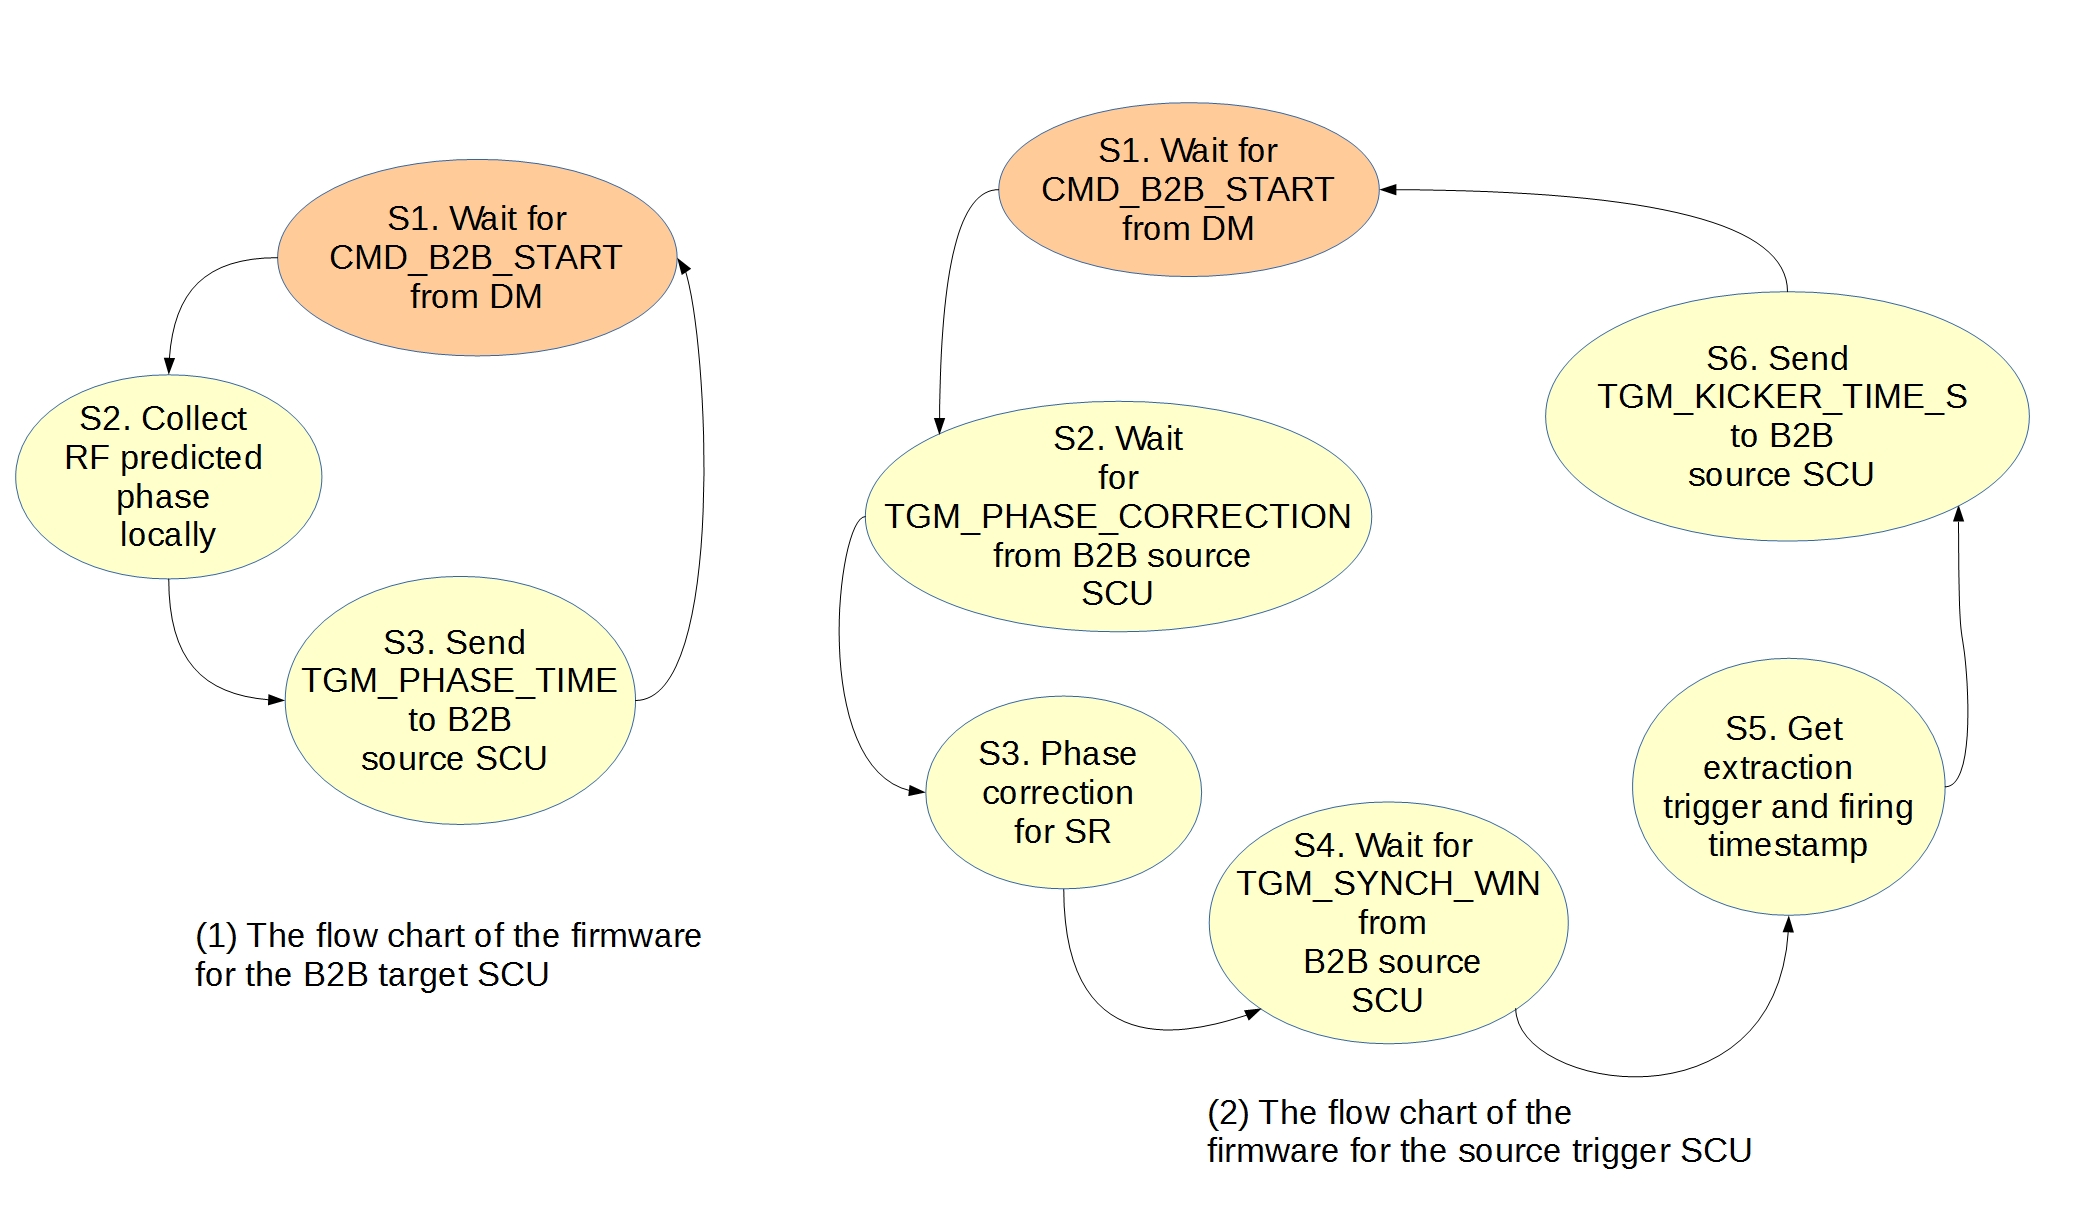 S1. Wait for
CMD_B2B_START
from DM
S2. Collect
RF predicted
phase
locally
S3. Send
TGM_PHASE_TIME
to B2B
source SCU
(1) The flow chart of the firmware
for the B2B target SCU
S1. Wait for
CMD_B2B_START
from DM
S2. Wait
for
TGM_PHASE_CORRECTION
from B2B source
SCU
S3. Phase
correction
for SR
S4. Wait for
TGM_SYNCH_WIN
from
B2B source
SCU
S5. Get
extraction
trigger and firing
timestamp
S6. Send
TGM_KICKER_TIME_S
to B2B
source SCU
(2) The flow chart of the
firmware for the source trigger SCU